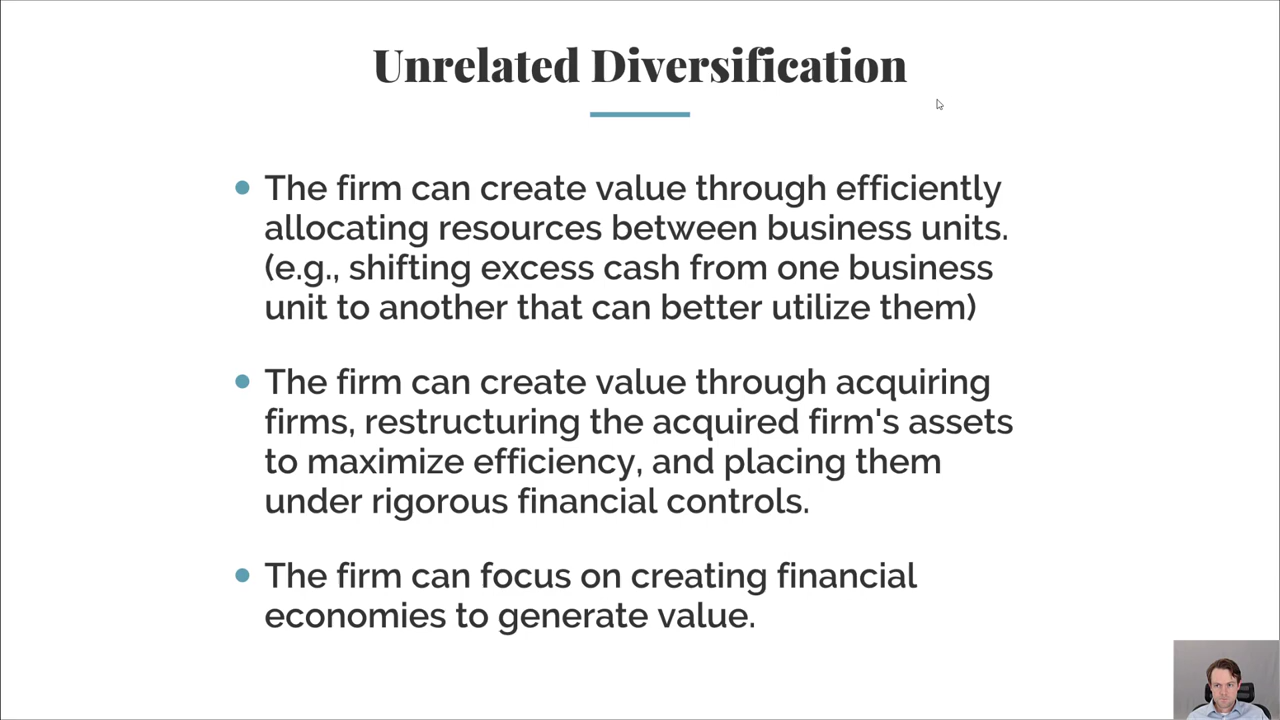 Unrelated Diversification
The firm can create value through efficiently
allocating resources between business units.
(e.g., shifting excess cash from one business
unit to another that can better utilize them)
The firm can create value through acquiring
firms, restructuring the acquired firm's assets
to maximize efficiency, and placing them
under rigorous financial controls.
The firm can focus on creating financial
economies to generate value.